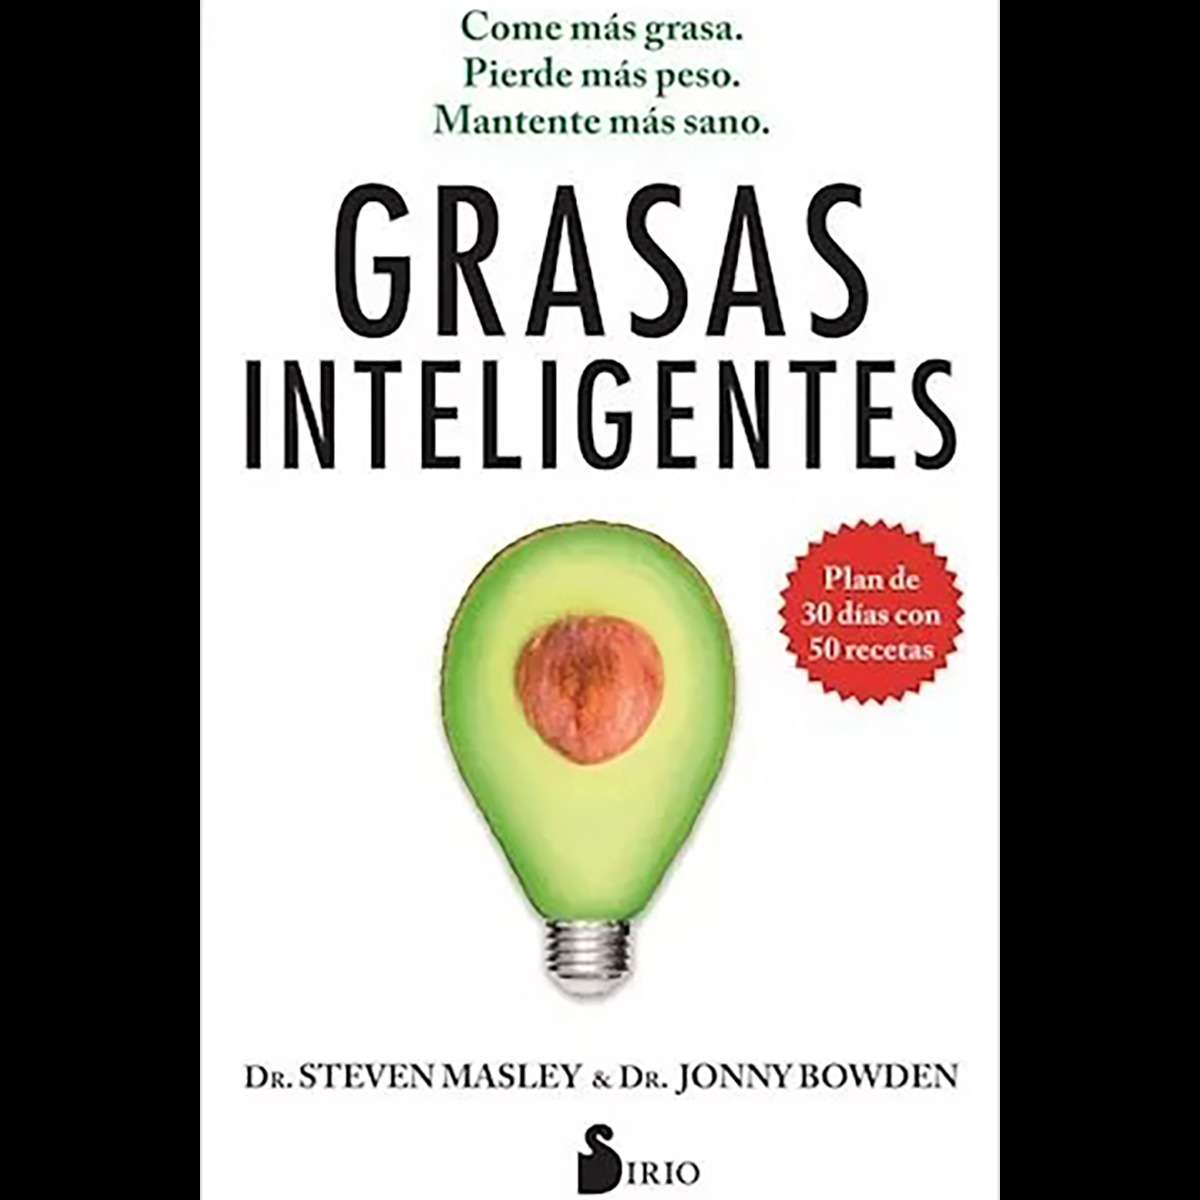 Come más grasa.
Pierde más peso.
Mantente más sano.
GRASAS
INTELIGENTES
Plan de
30 días con
50 recetas
DR. STEVEN MASLEY & DR. JONNY BOWDEN
SIRIO